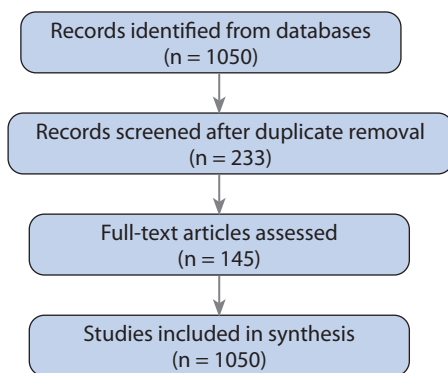 Records identified from databases
(n = 1050)
Records screened after duplicate removal
(n = 233)
Full-text articles assessed
(n = 145)
Studies included in synthesis
(n = 1050)